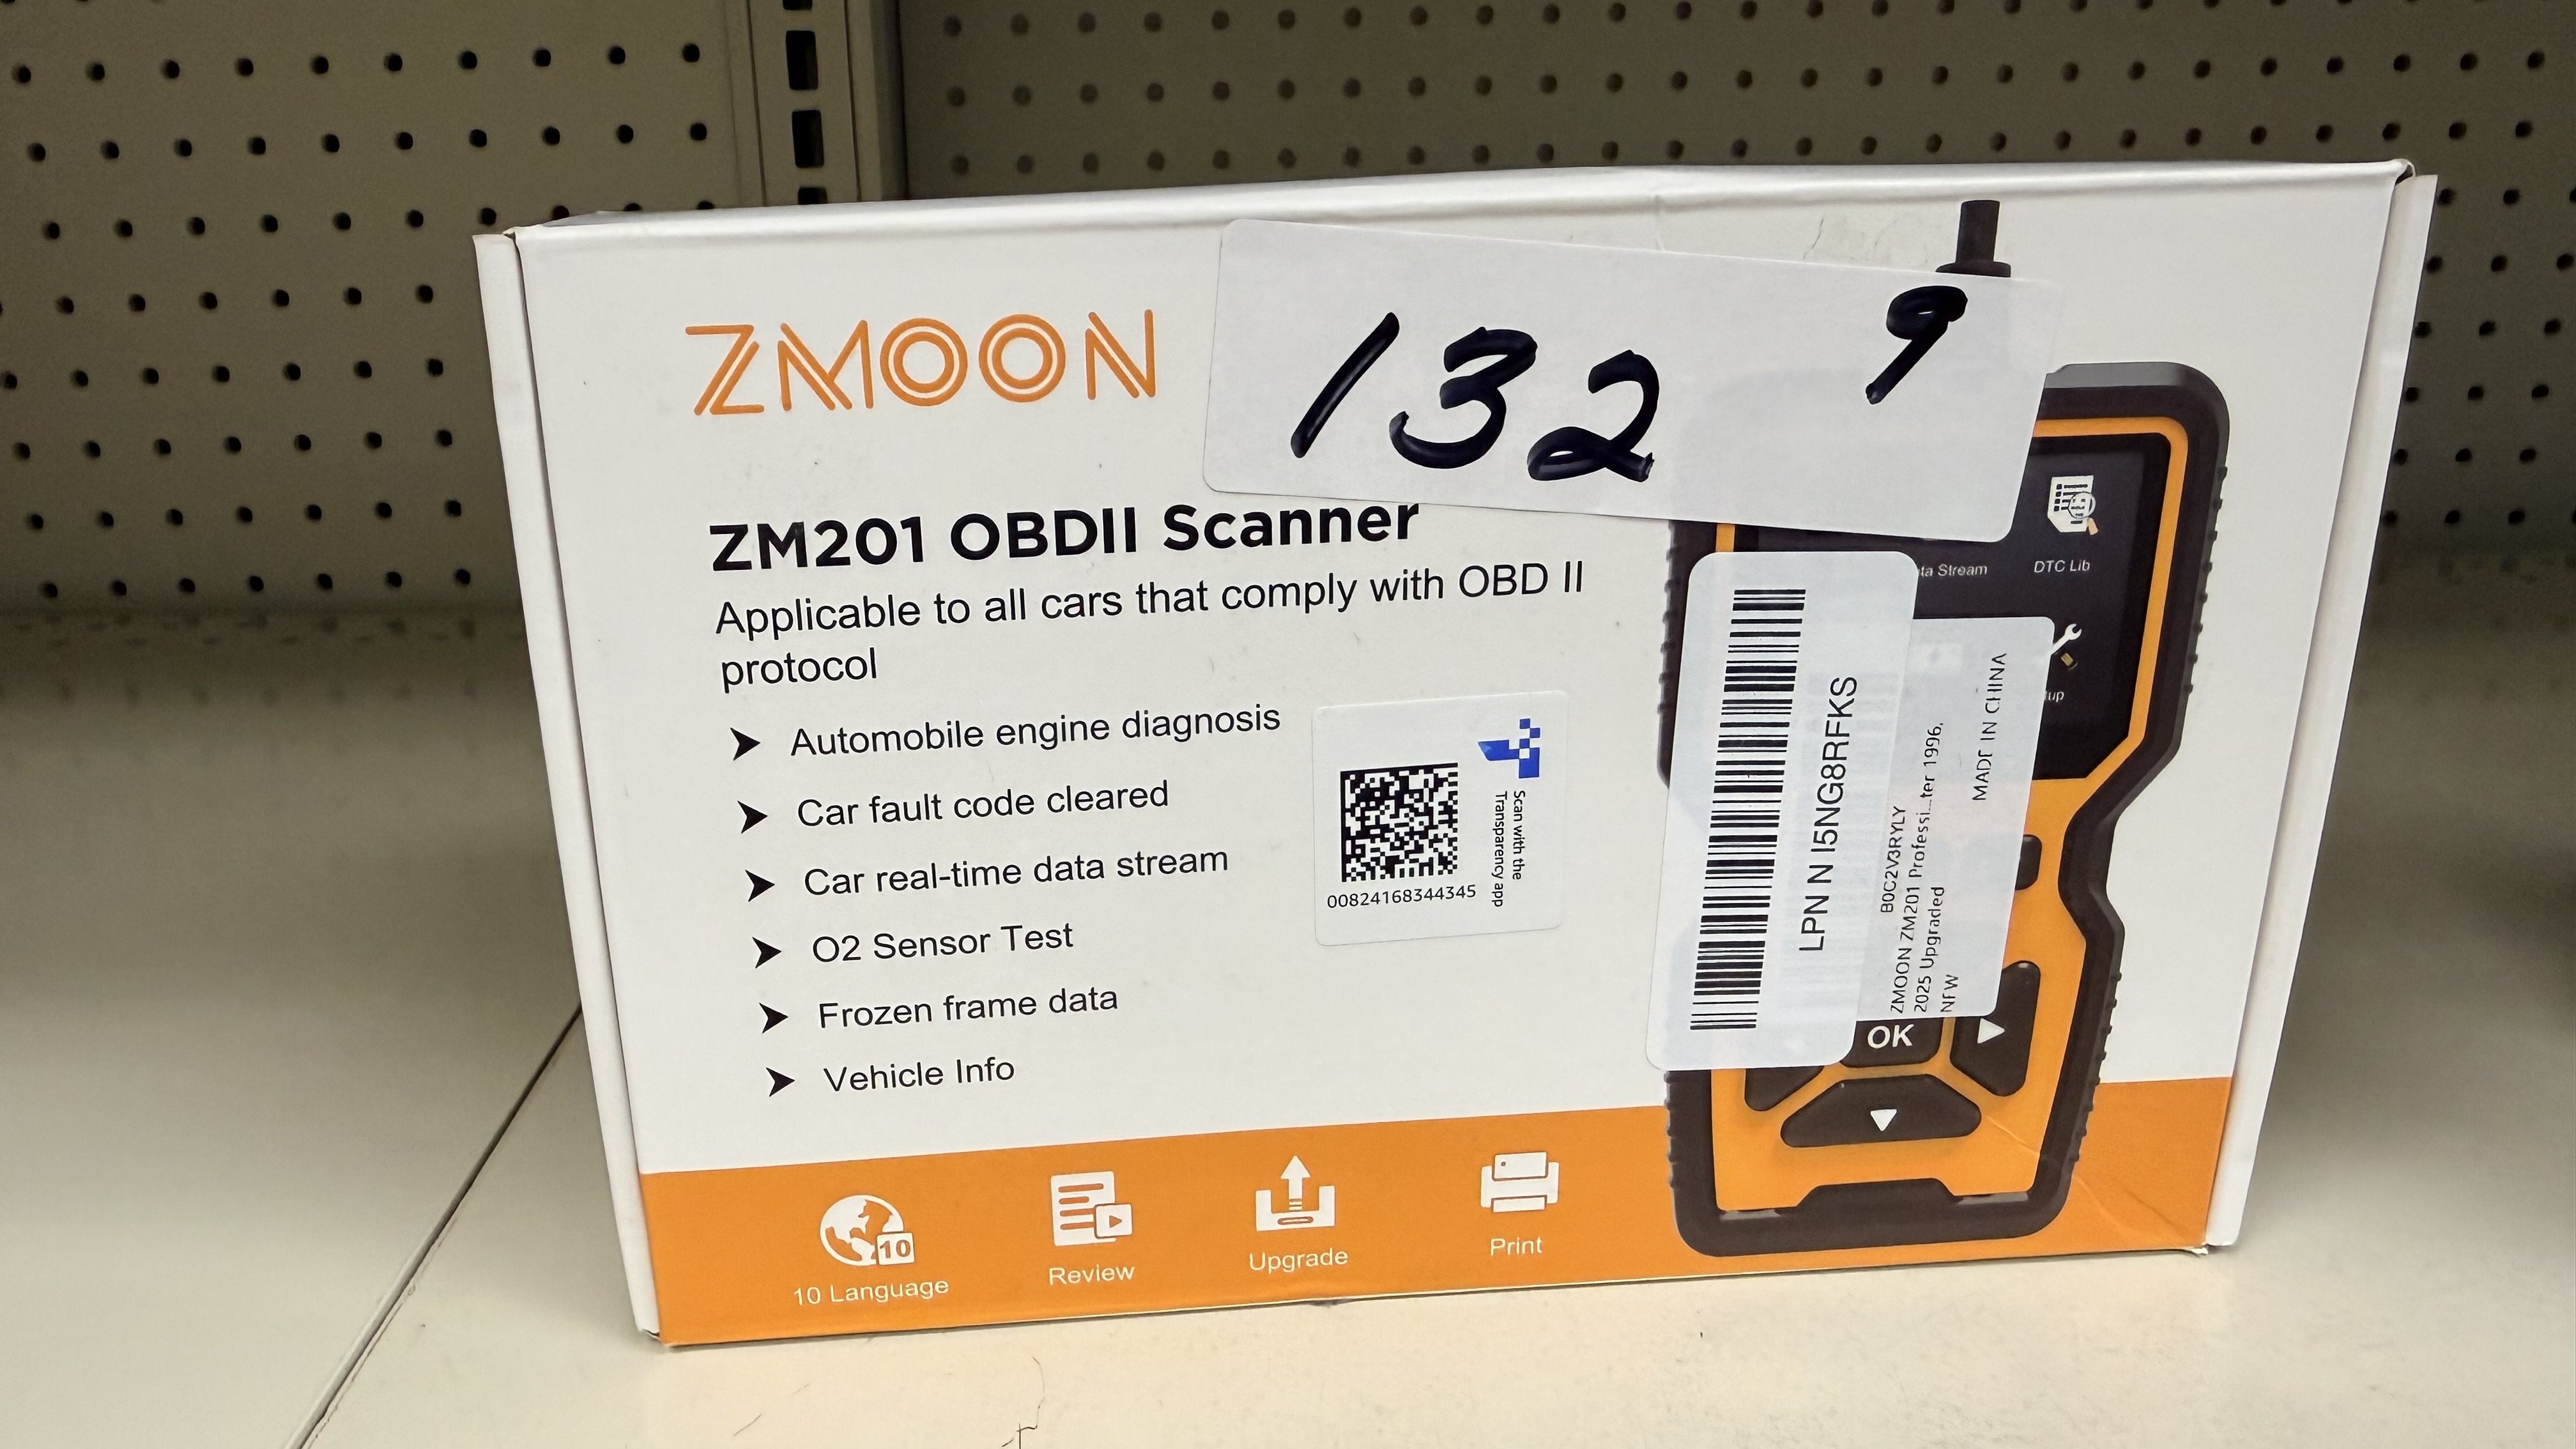 ZMOON
132 9
ZM201 OBDII Scanner
Applicable to all cars that comply with OBD II
protocol
➤ Automobile engine diagnosis
➤ Car fault code cleared
➤ Car real-time data stream
➤ O2 Sensor Test
➤ Frozen frame data
➤ Vehicle Info
Scan with the
Transparency app
00824168344345
ta Stream
DTC Lib
up
LPN N I5NG8RFKS
B0C2V3RYLY
ZMOON ZM201 Professi...ter 1996,
2025 Upgraded
NEW
MADE IN CHINA
OK
10
10 Language
Review
Upgrade
Print